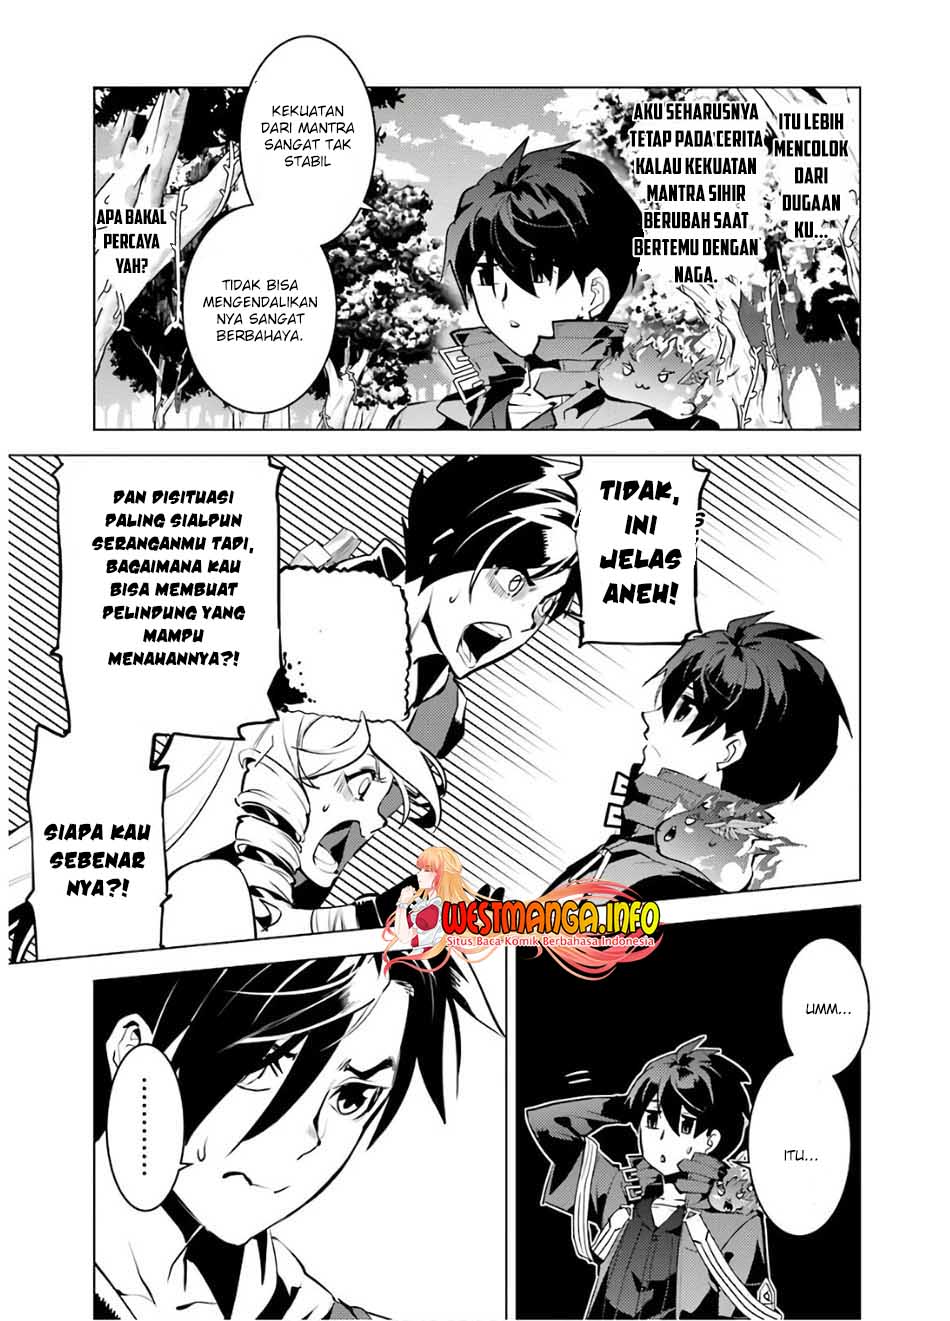 ITU LEBIH
MENCOLOK
DARI
DUGAAN
KU...
AKU SEHARUSNYA
TETAP PADA CERITA
KALAU KEKUATAN
MANTRA SIHIR
BERUBAH SAAT
BERTEMU DENGAN
NAGA.
KEKUATAN
DARI MANTRA
SANGAT TAK
STABIL
TIDAK BISA
MENGENDALIKAN
NYA SANGAT
BERBAHAYA.
APA BAKAL
PERCAYA
YAH?
TIDAK,
INI
JELAS
ANEH!
DAN DISITUASI
PALING SIALPUN
SERANGANMU TADI,
BAGAIMANA KAU
BISA MEMBUAT
PELINDUNG YANG
MAMPU
MENAHANNYA?!
SIAPA KAU
SEBENAR
NYA?!
WESTMANGA.INFO
Situs Baca Komik Berbahasa Indonesia
UMM...
ITU...
........